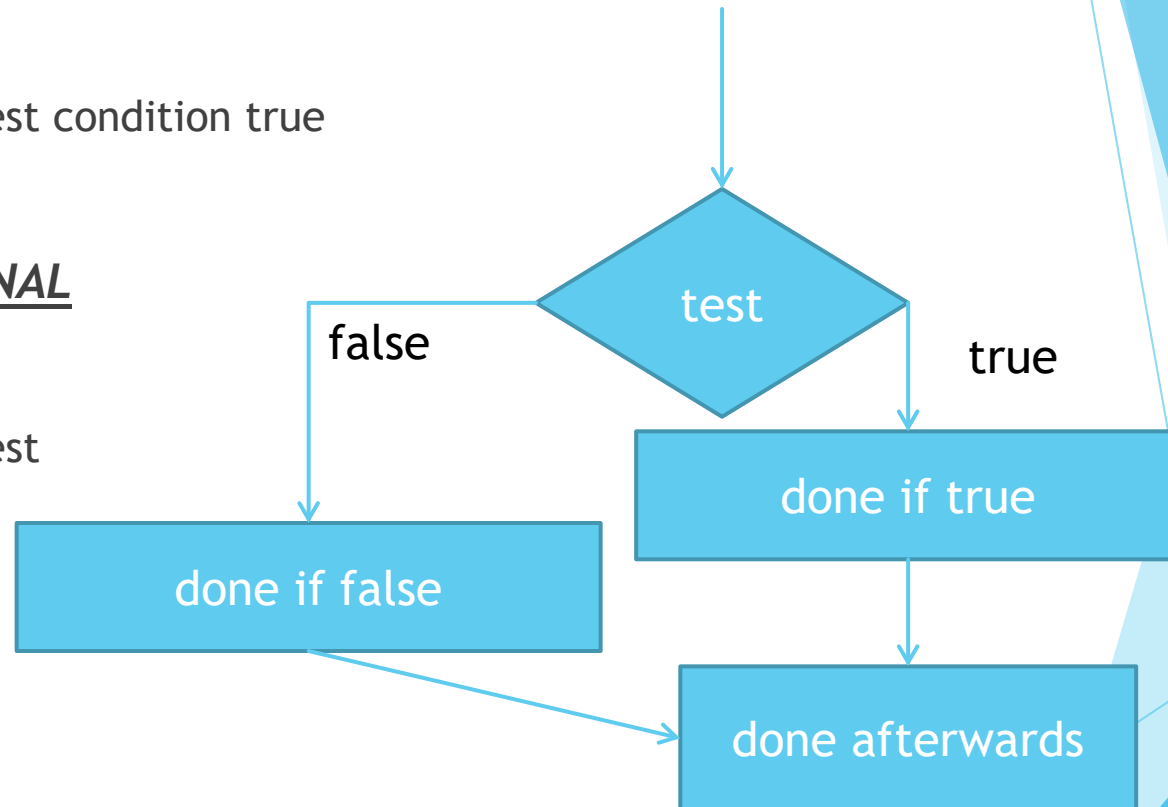 est condition true
NAL
est
test
false
true
done if true
done if false
done afterwards